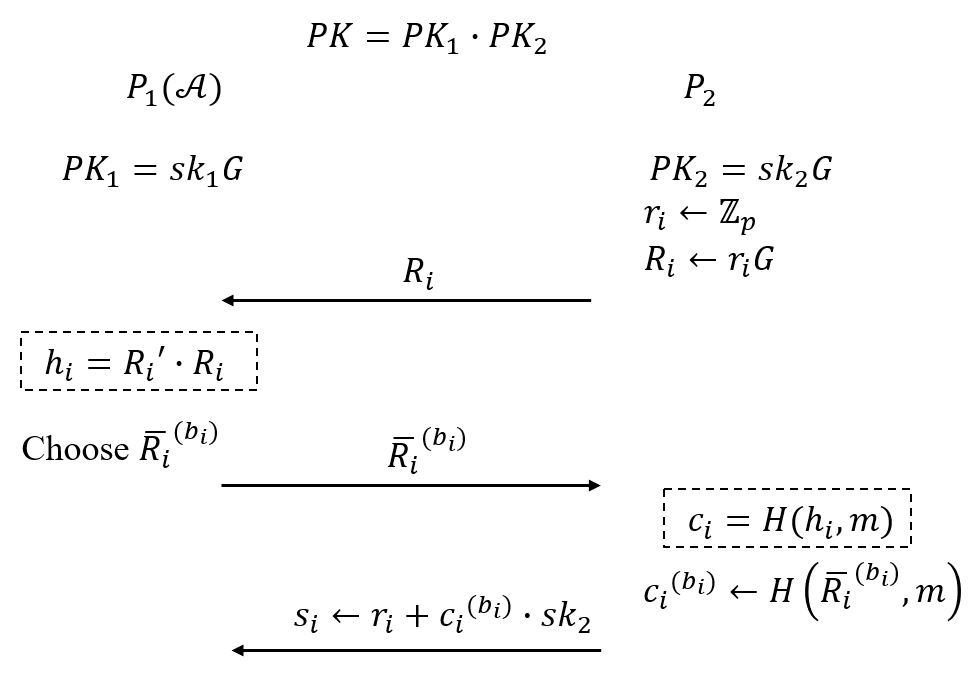 PK = PK₁ · PK₂
P₁(𝒜) P₂
PK₁ = sk₁G PK₂ = sk₂G
rᵢ ← ℤₚ
Rᵢ ← rᵢG
Rᵢ
hᵢ = Rᵢ′ · Rᵢ
Choose R̅ᵢ^(bᵢ) R̅ᵢ^(bᵢ)
cᵢ = H(hᵢ, m)
cᵢ^(bᵢ) ← H(R̅ᵢ^(bᵢ), m)
sᵢ ← rᵢ + cᵢ^(bᵢ) · sk₂